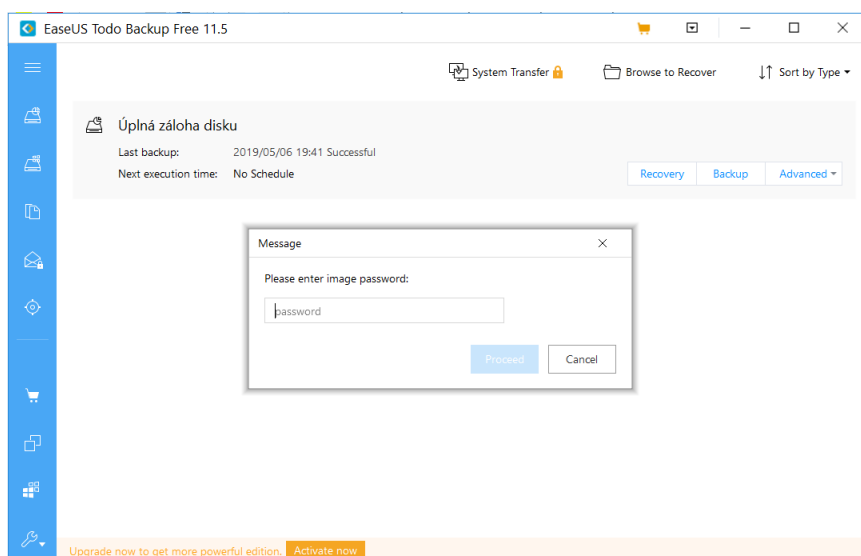 EaseUS Todo Backup Free 11.5
System Transfer
Browse to Recover
Sort by Type
Úplná záloha disku
Last backup: 2019/05/06 19:41 Successful
Next execution time: No Schedule
Recovery
Backup
Advanced
Message
Please enter image password:
password
Proceed
Cancel
Upgrade now to get more powerful edition.
Activate now